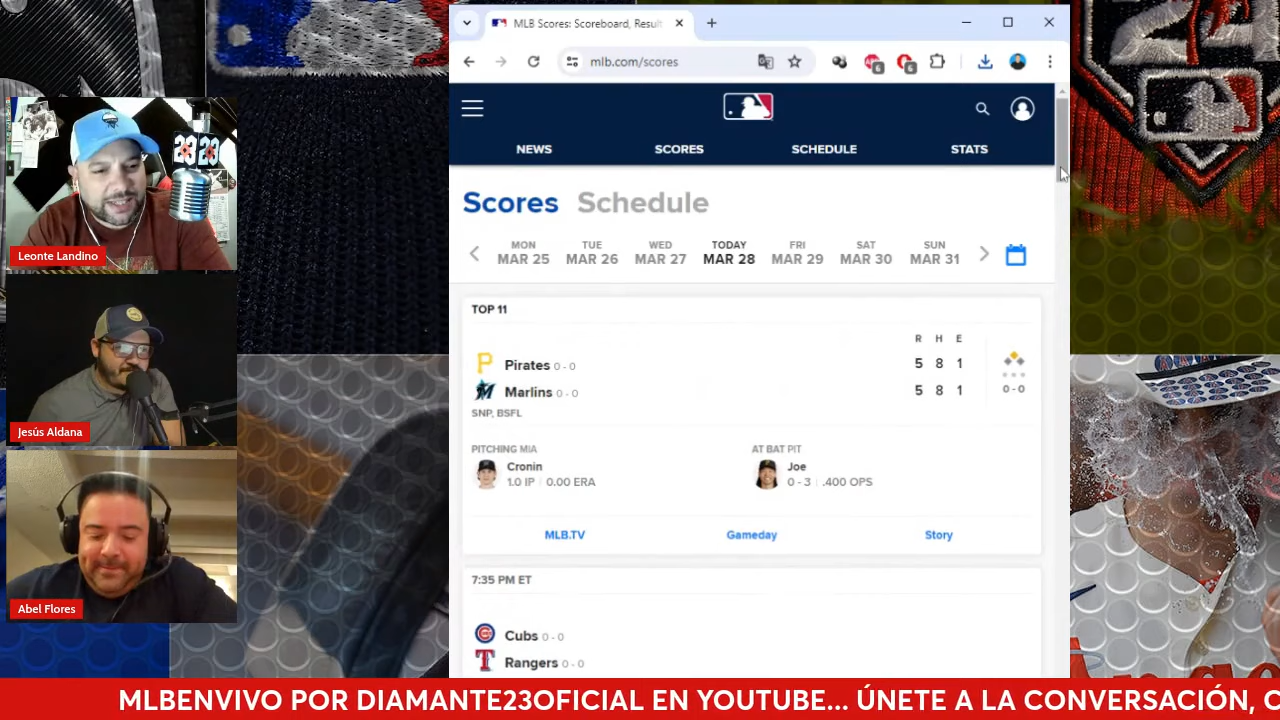 MLB Scores: Scoreboard, Result
mlb.com/scores
6
6
NEWS
SCORES
SCHEDULE
STATS
Scores
Schedule
MON
MAR 25
TUE
MAR 26
WED
MAR 27
TODAY
MAR 28
FRI
MAR 29
SAT
MAR 30
SUN
MAR 31
TOP 11
R H E
Pirates 0 - 0
5 8 1
Marlins 0 - 0
5 8 1
0 - 0
SNP, BSFL
PITCHING MIA
Cronin
1.0 IP | 0.00 ERA
AT BAT PIT
Joe
0 - 3 | .400 OPS
MLB.TV
Gameday
Story
7:35 PM ET
Cubs 0 - 0
Rangers 0 - 0
23 23
Leonte Landino
Jesús Aldana
Abel Flores
MLBENVIVO POR DIAMANTE23OFICIAL EN YOUTUBE... ÚNETE A LA CONVERSACIÓN, C